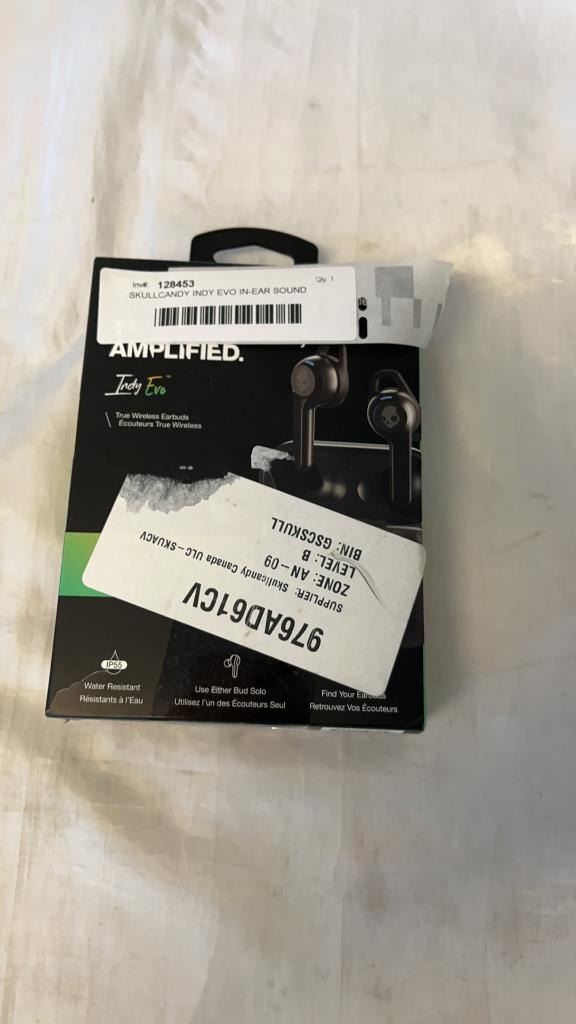 Inv#: 128453
Qty 1
SKULLCANDY INDY EVO IN-EAR SOUND
AMPLIFIED.
Indy Evo™
True Wireless Earbuds
Écouteurs True Wireless
976AD61CV
SUPPLIER: Skullcandy Canada ULC-SKUACV
ZONE: AN-09
LEVEL: B
BIN: GSCSKULL
IP55
Water Resistant
Résistants à l'Eau
Use Either Bud Solo
Utilisez l'un des Écouteurs Seul
Find Your Earbuds
Retrouvez Vos Écouteurs